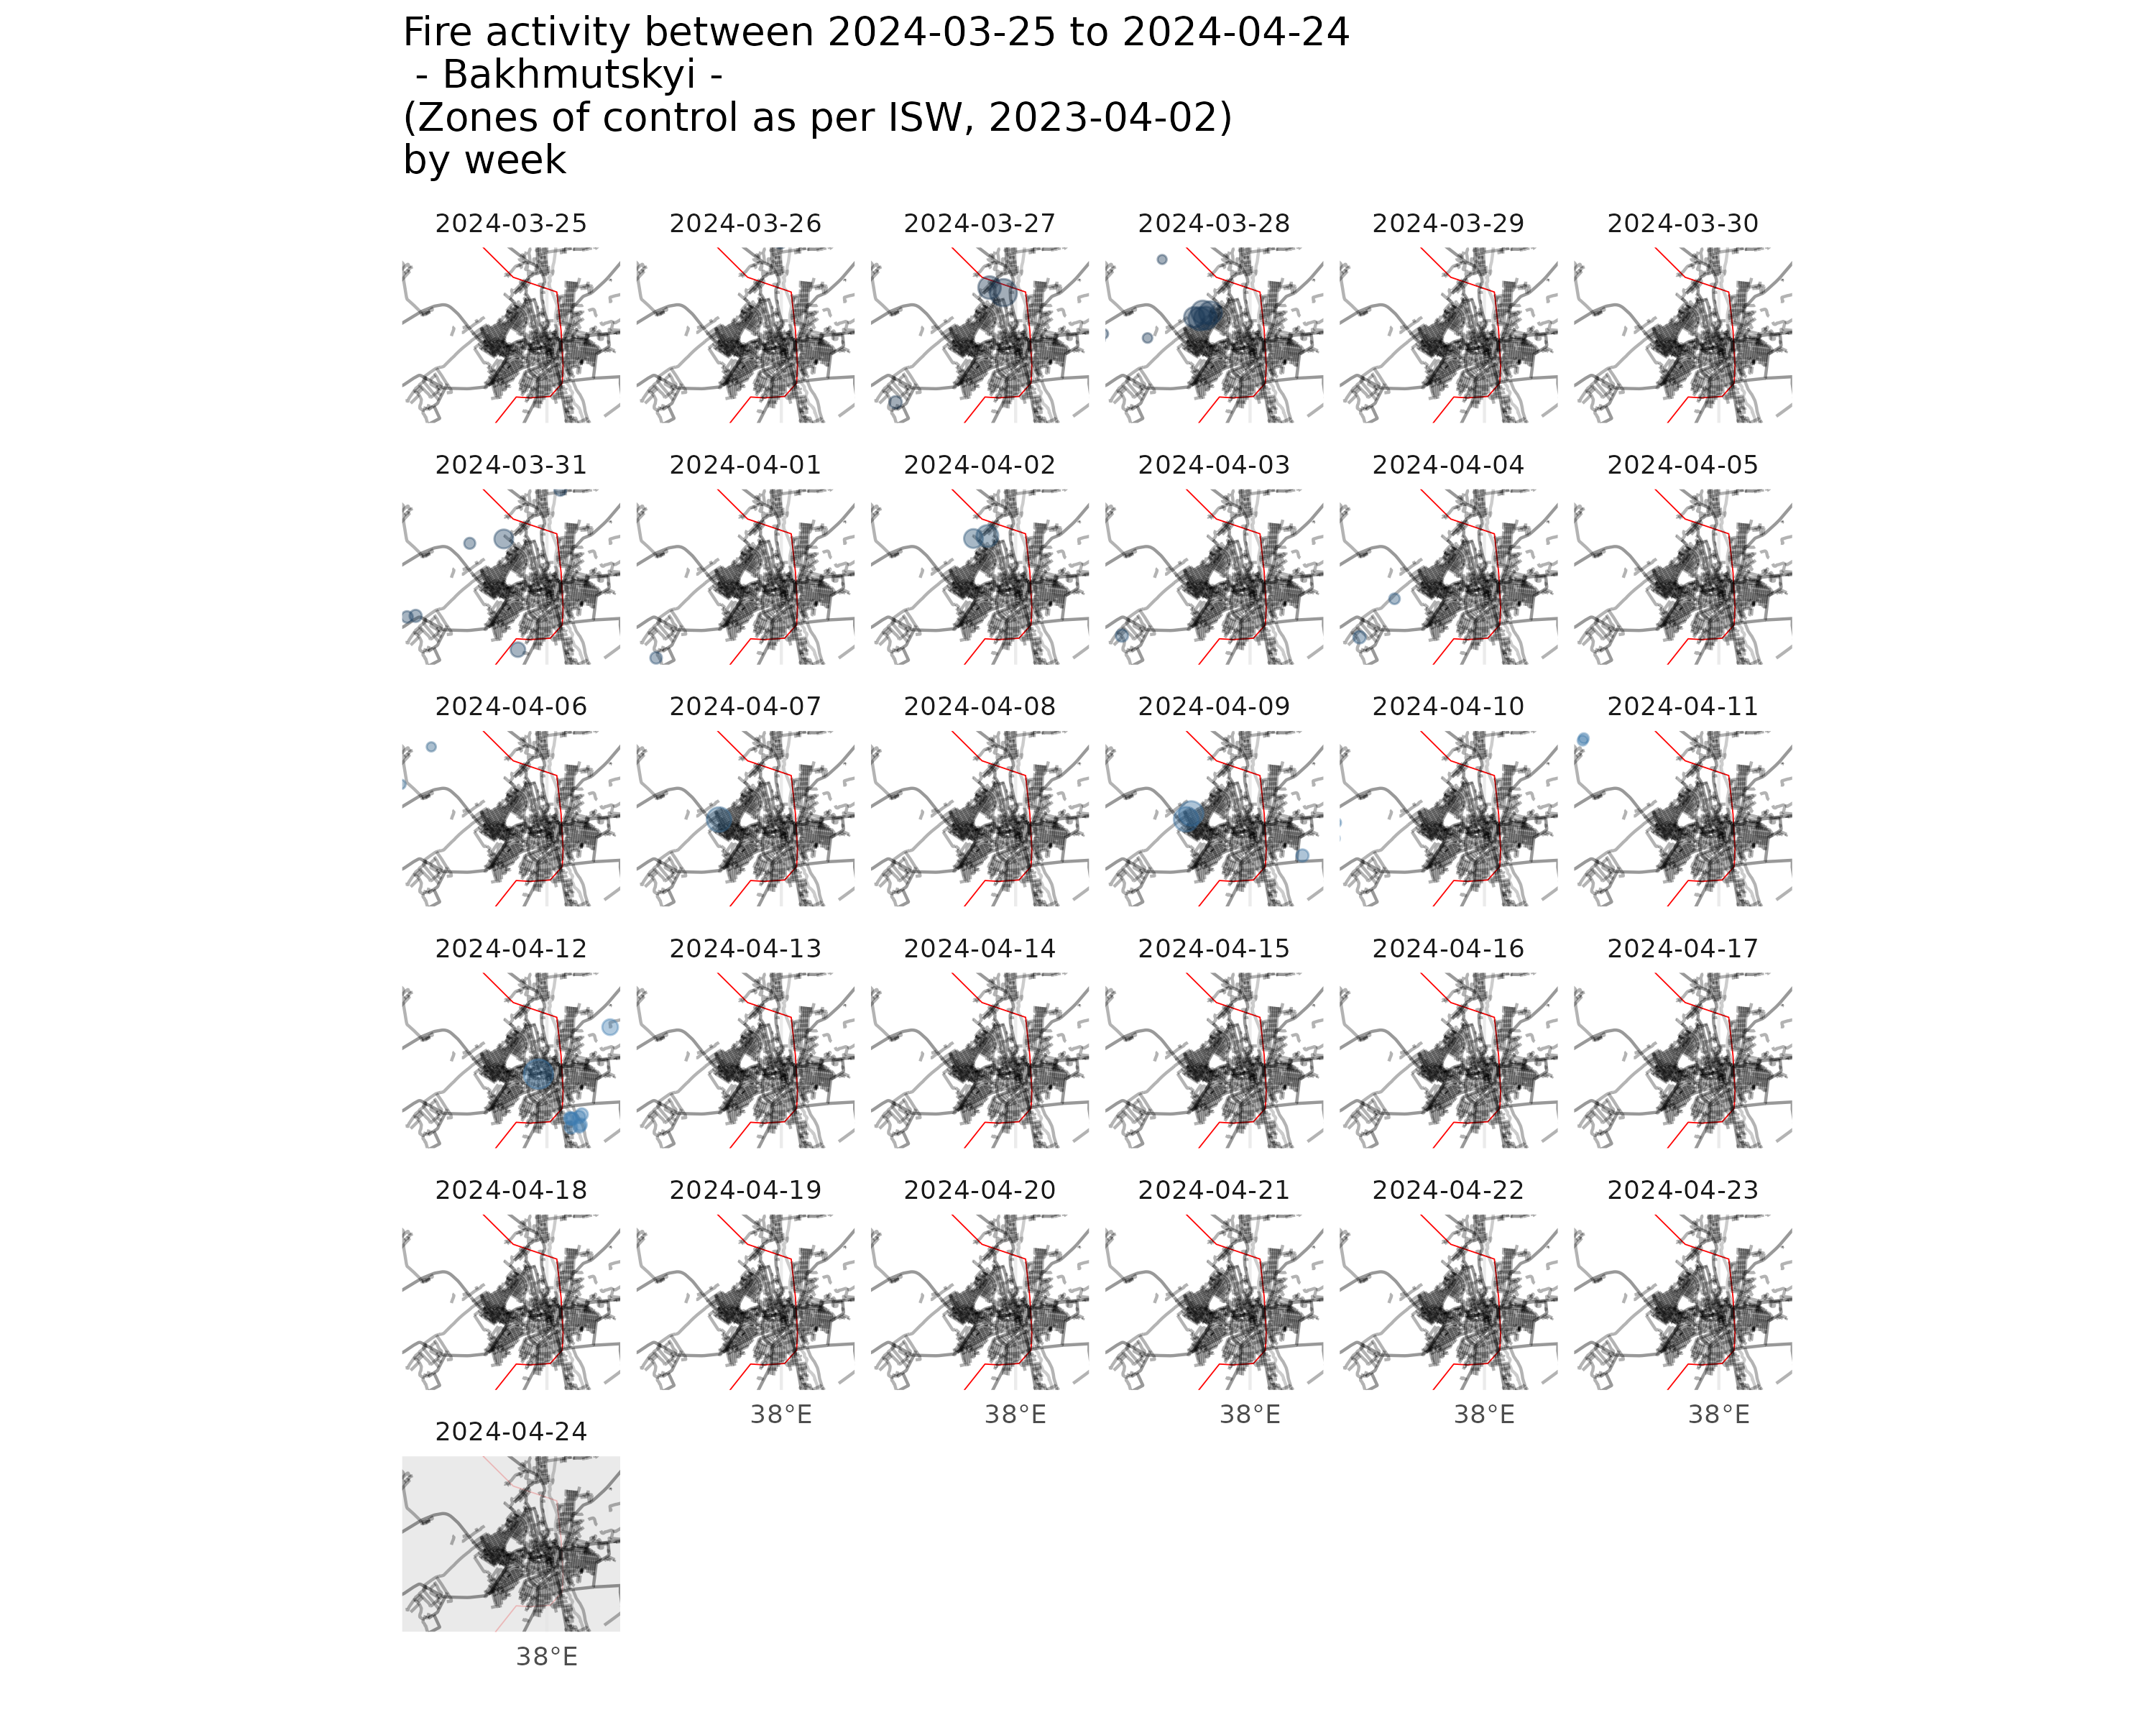 Fire activity between 2024-03-25 to 2024-04-24
- Bakhmutskyi -
(Zones of control as per ISW, 2023-04-02)
by week
2024-03-25 2024-03-26 2024-03-27 2024-03-28 2024-03-29 2024-03-30
2024-03-31 2024-04-01 2024-04-02 2024-04-03 2024-04-04 2024-04-05
2024-04-06 2024-04-07 2024-04-08 2024-04-09 2024-04-10 2024-04-11
2024-04-12 2024-04-13 2024-04-14 2024-04-15 2024-04-16 2024-04-17
2024-04-18 2024-04-19 2024-04-20 2024-04-21 2024-04-22 2024-04-23
38°E 38°E 38°E 38°E 38°E
2024-04-24
38°E